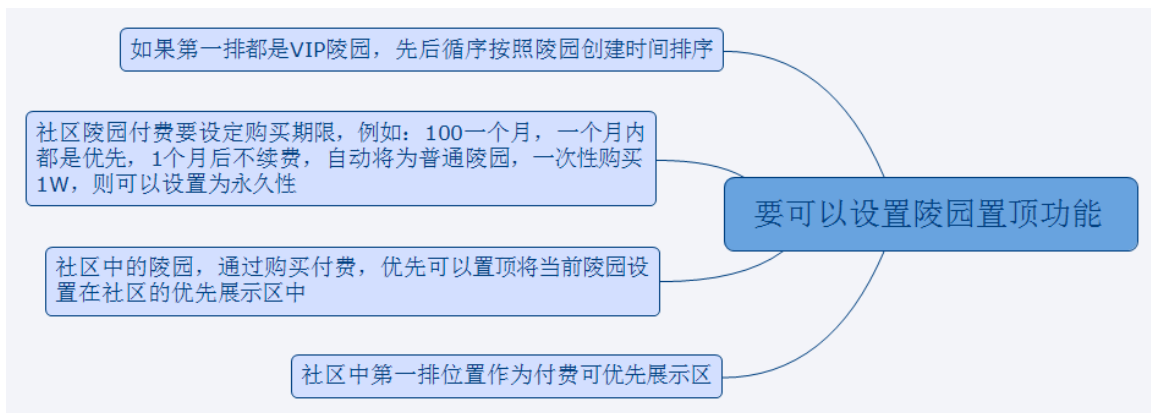 如果第一排都是VIP陵园，先后循序按照陵园创建时间排序
社区陵园付费要设定购买期限，例如：100一个月，一个月内
都是优先，1个月后不续费，自动将为普通陵园，一次性购买
1W，则可以设置为永久性
要可以设置陵园置顶功能
社区中的陵园，通过购买付费，优先可以置顶将当前陵园设
置在社区的优先展示区中
社区中第一排位置作为付费可优先展示区